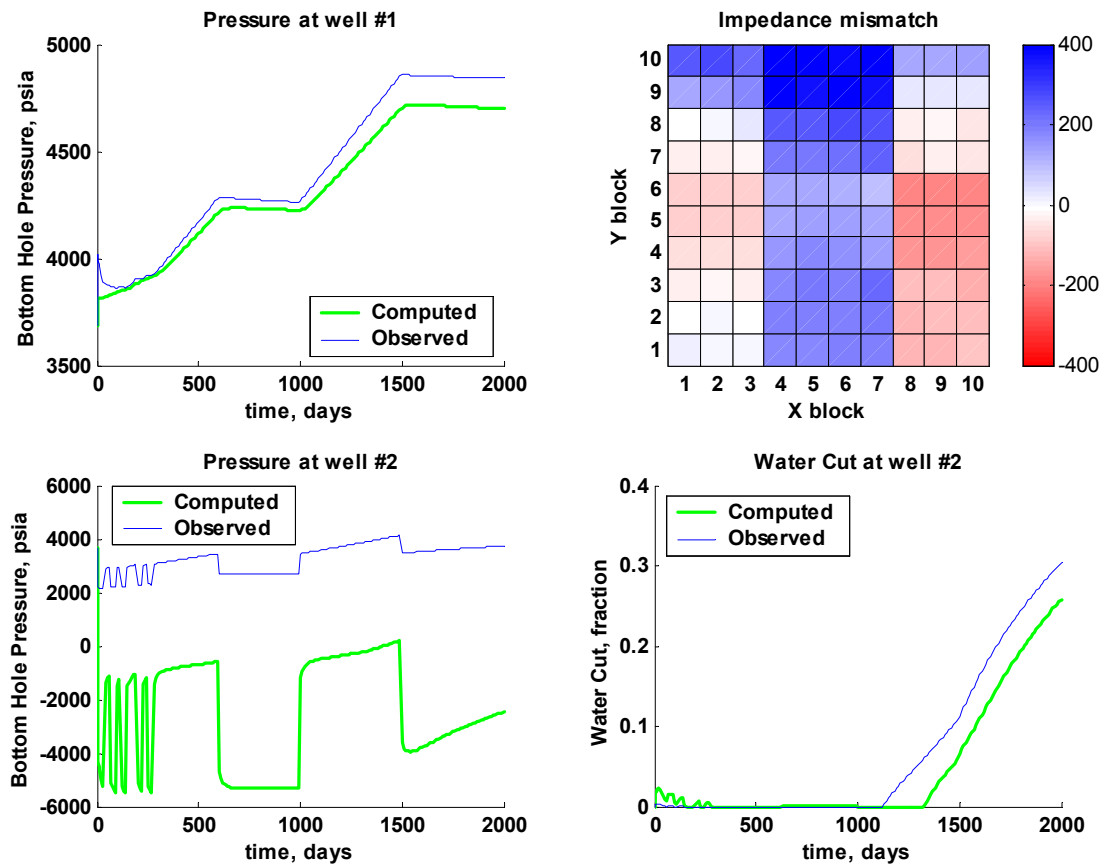 Pressure at well #1
5000
4500
4000
3500
Bottom Hole Pressure, psia
Computed
Observed
0 500 1000 1500 2000
time, days
Impedance mismatch
10
9
8
7
6
5
4
3
2
1
Y block
1 2 3 4 5 6 7 8 9 10
X block
400
200
0
-200
-400
Pressure at well #2
6000
4000
2000
0
-2000
-4000
-6000
Bottom Hole Pressure, psia
Computed
Observed
0 500 1000 1500 2000
time, days
Water Cut at well #2
0.4
0.3
0.2
0.1
0
Water Cut, fraction
Computed
Observed
0 500 1000 1500 2000
time, days